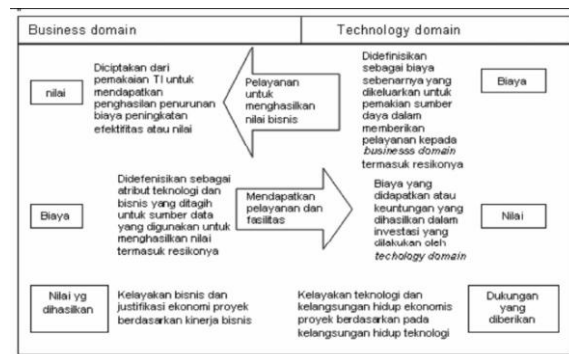 Business domain
Technology domain
nilai
Diciptakan dari
pemakaian TI untuk
mendapatkan
penghasilan penurunan
biaya peningkatan
efektifitas atau nilai
Pelayanan
untuk
menghasilkan
nilai bisnis
Didefinisikan
sebagai biaya
sebenarnya yang
dikeluarkan untuk
pemakian sumber
daya dalam
memberikan
pelayanan kepada
businesss domain
termasuk resikonya
Biaya
Biaya
Didefenisikan sebagai
atribut teknologi dan
bisnis yang ditagih
untuk sumber data
yang digunakan untuk
menghasilkan nilai
termasuk resikonya
Mendapatkan
pelayanan dan
fasilitas
Biaya yang
didapatkan atau
keuntungan yang
dihasilkan dalam
investasi yang
dilakukan oleh
techology domain
Nilai
Nilai yg
dihasilkan
Kelayakan bisnis dan
justifikasi ekonomi proyek
berdasarkan kinerja bisnis
Kelayakan teknologi dan
kelangsungan hidup ekonomis
proyek berdasarkan pada
kelangsungan hidup teknologi
Dukungan
yang
diberikan